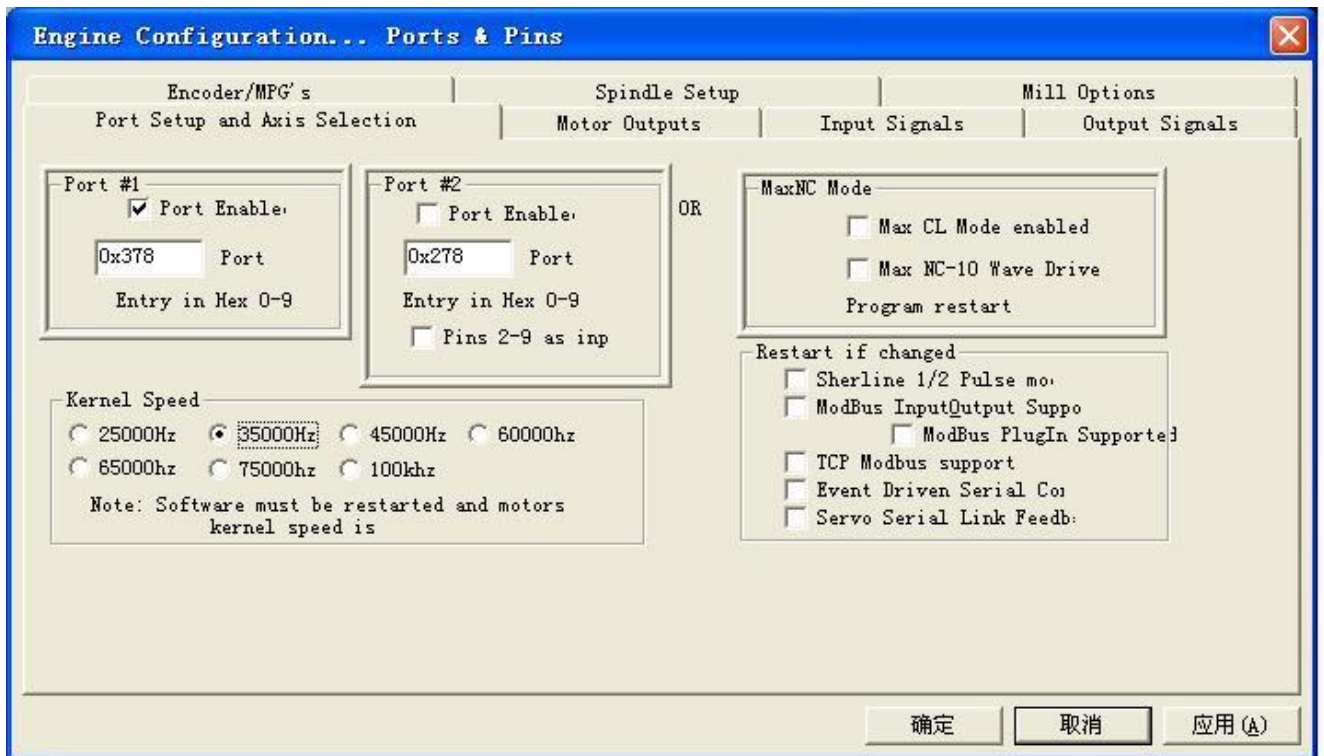 Engine Configuration... Ports & Pins
Encoder/MPG's Spindle Setup Mill Options
Port Setup and Axis Selection Motor Outputs Input Signals Output Signals
Port #1
Port Enable
0x378 Port
Entry in Hex 0-9
Port #2
Port Enable
0x278 Port
Entry in Hex 0-9
Pins 2-9 as inp
OR
MaxNC Mode
Max CL Mode enabled
Max NC-10 Wave Drive
Program restart
Kernel Speed
25000Hz 35000Hz 45000Hz 60000hz
65000hz 75000hz 100khz
Note: Software must be restarted and motors
kernel speed is
Restart if changed
Sherline 1/2 Pulse mo
ModBus InputOutput Suppo
ModBus PlugIn Supported
TCP Modbus support
Event Driven Serial Co
Servo Serial Link Feedb
确定 取消 应用(A)